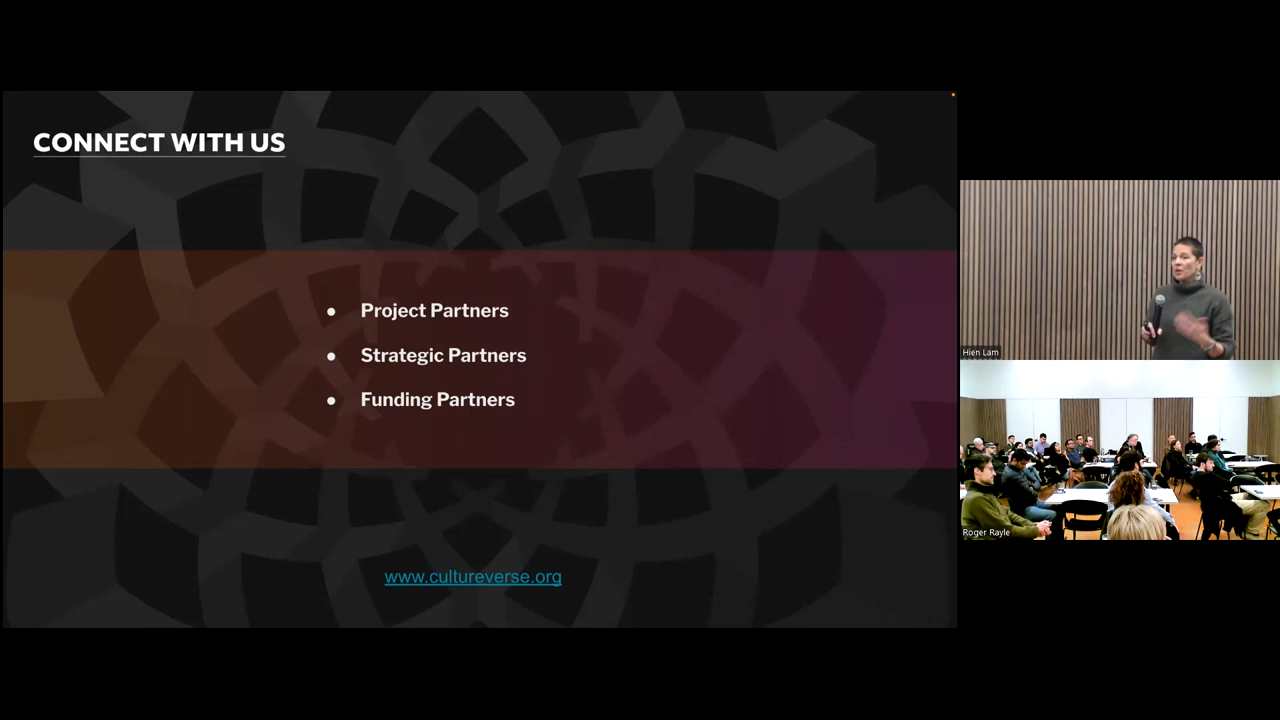 CONNECT WITH US
● Project Partners
● Strategic Partners
● Funding Partners
www.cultureverse.org
Hien Lam
Roger Rayle